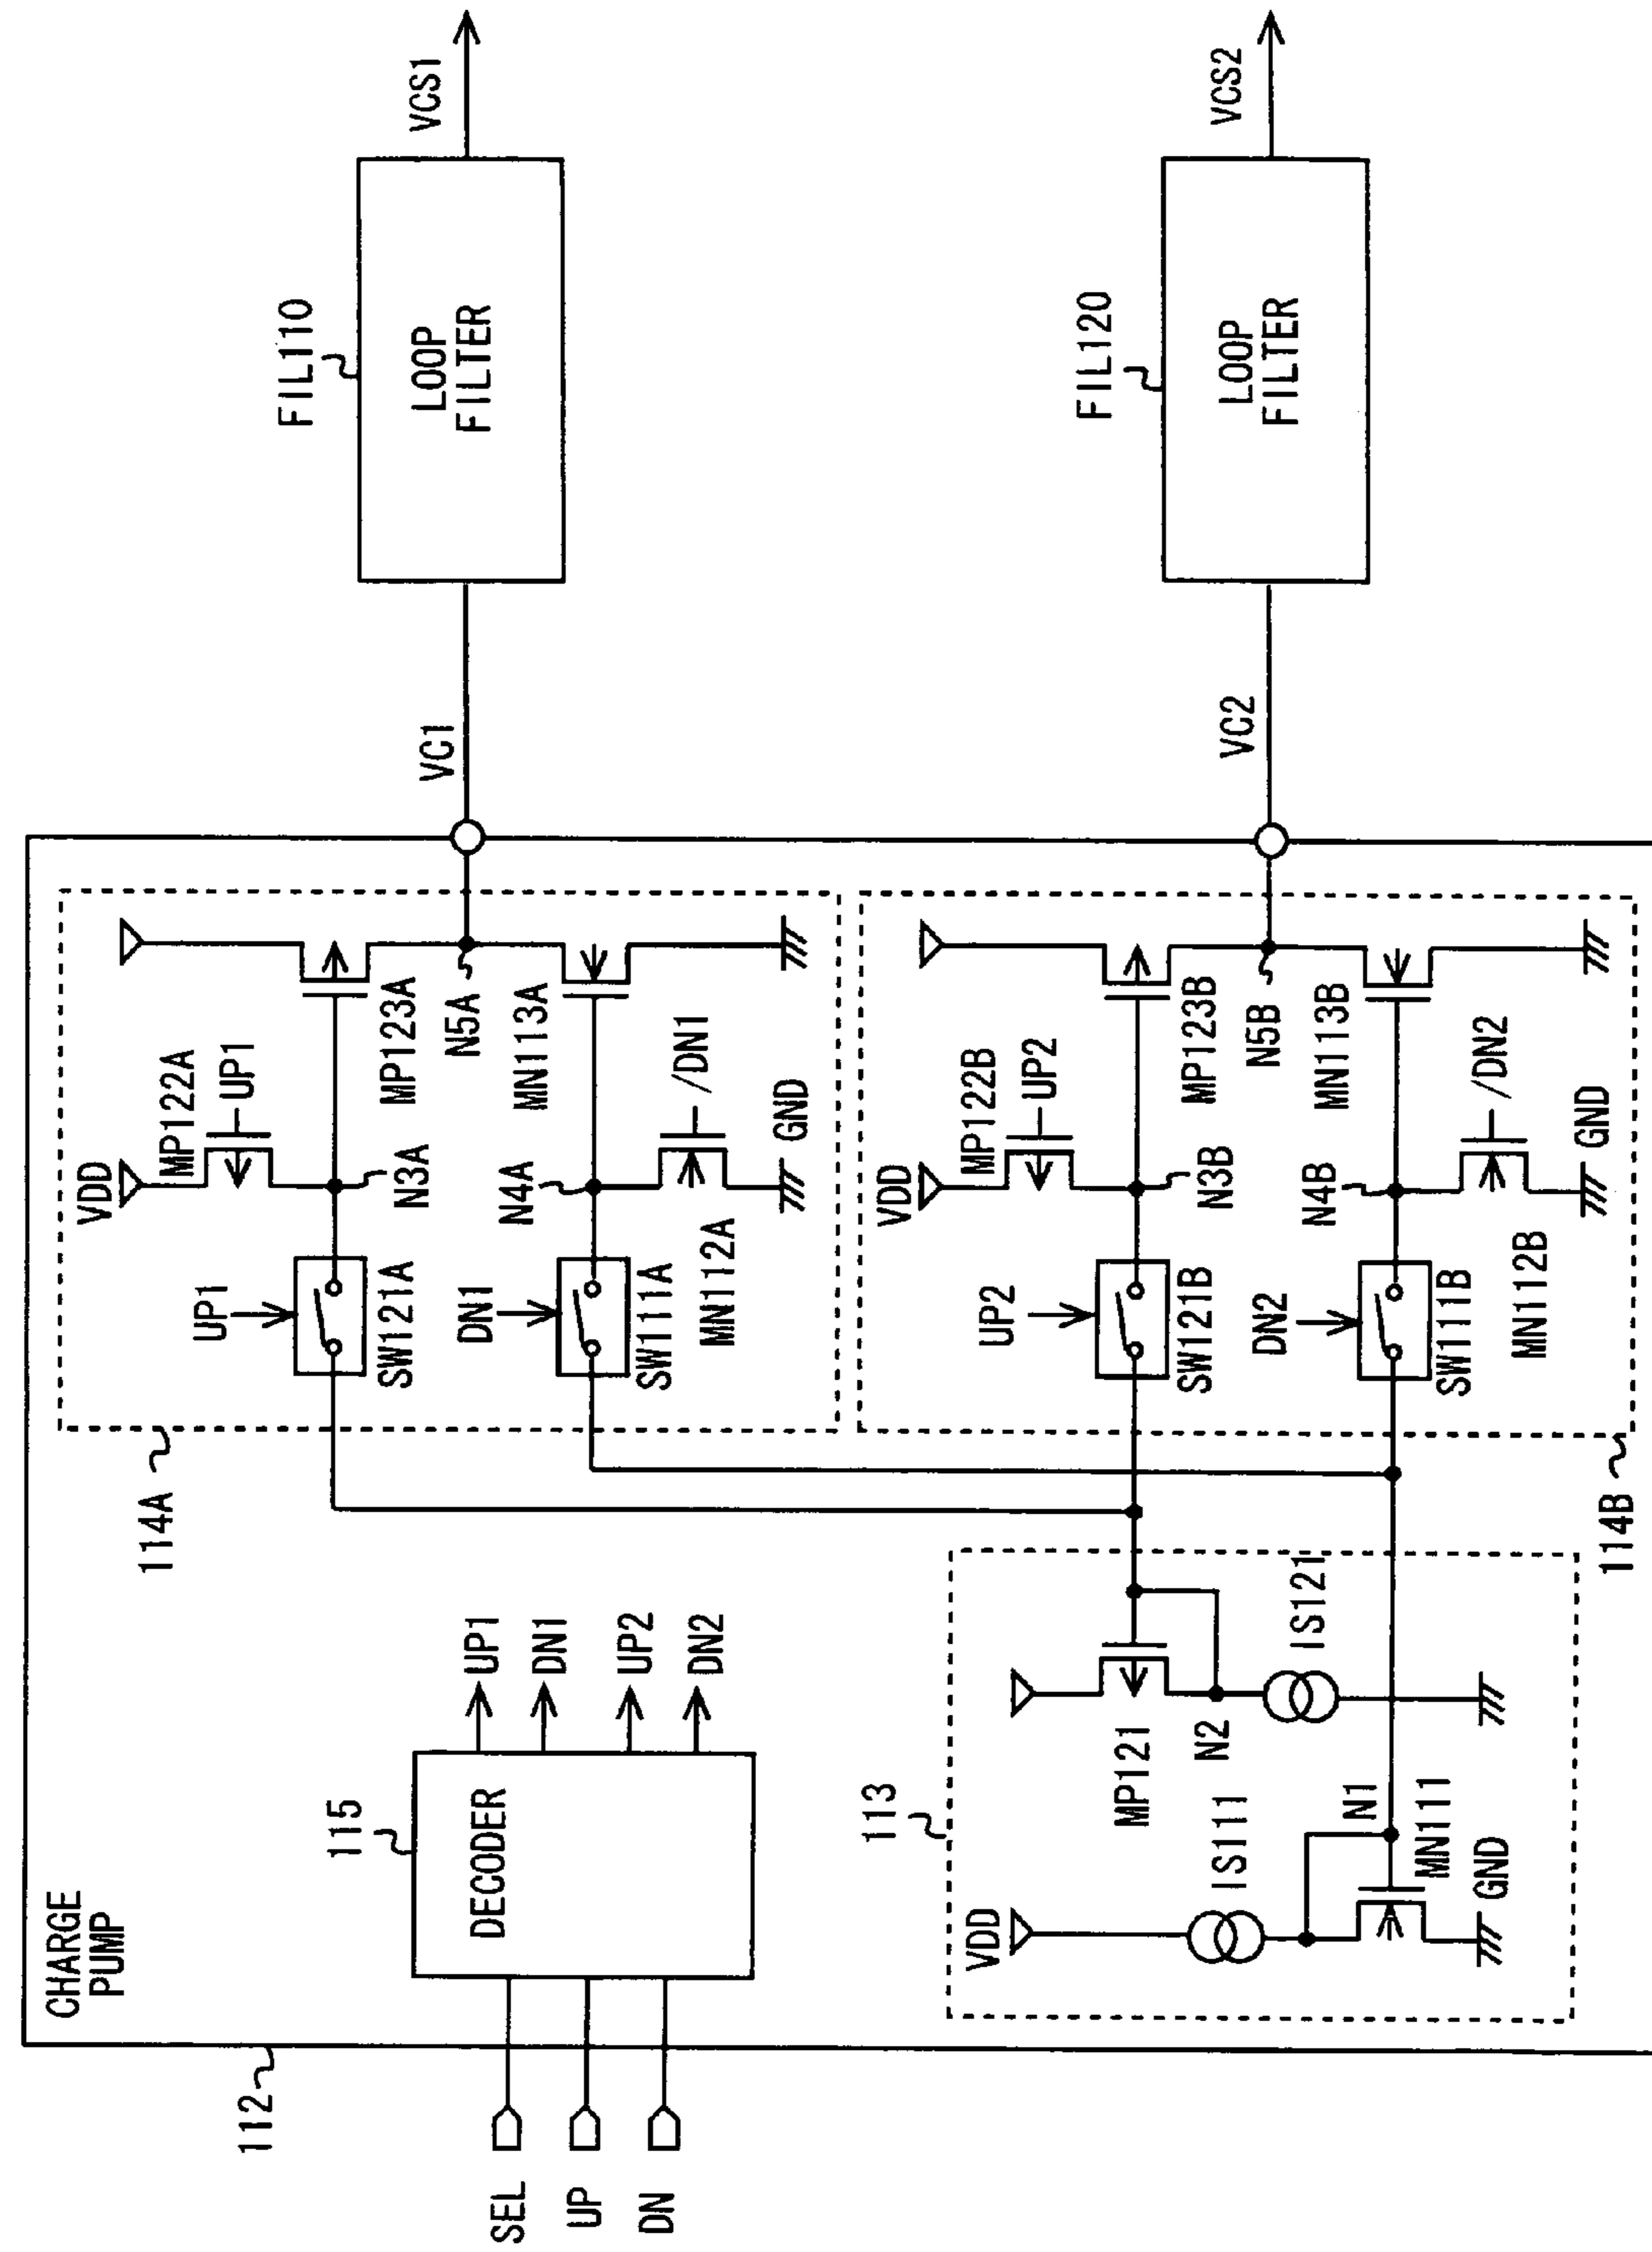 CHARGE
PUMP
112
SEL
UP
DN
115
DECODER
UP1
DN1
UP2
DN2
113
VDD
IS111
N1
MN111
GND
MP121
N2
IS121
114A
VDD
MP122A
UP1
UP1
SW121A
N3A
MP123A
N5A
DN1
SW111A
N4A
MN113A
MN112A
/DN1
GND
114B
VDD
MP122B
UP2
UP2
SW121B
N3B
MP123B
N5B
DN2
SW111B
N4B
MN113B
MN112B
/DN2
GND
VC1
FIL110
LOOP
FILTER
VCS1
VC2
FIL120
LOOP
FILTER
VCS2